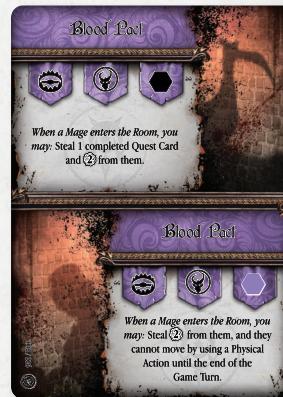 Blood Pact
When a Mage enters the Room, you
may: Steal 1 completed Quest Card
and 2 from them.
Blood Pact
When a Mage enters the Room, you
may: Steal 2 from them, and they
cannot move by using a Physical
Action until the end of the
Game Turn.